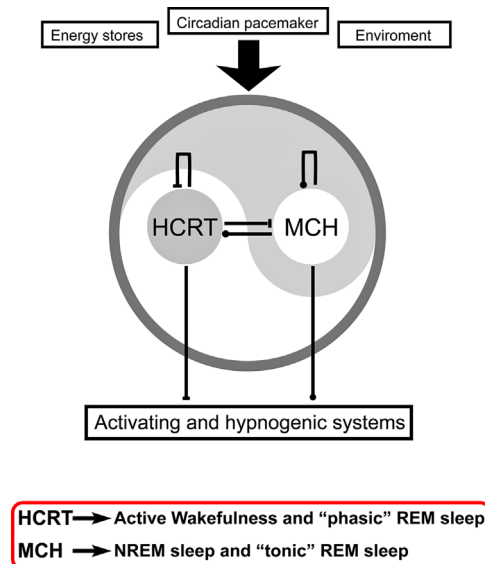 Circadian pacemaker
Energy stores
Enviroment
HCRT
MCH
Activating and hypnogenic systems
HCRT Active Wakefulness and “phasic” REM sleep
MCH NREM sleep and “tonic” REM sleep